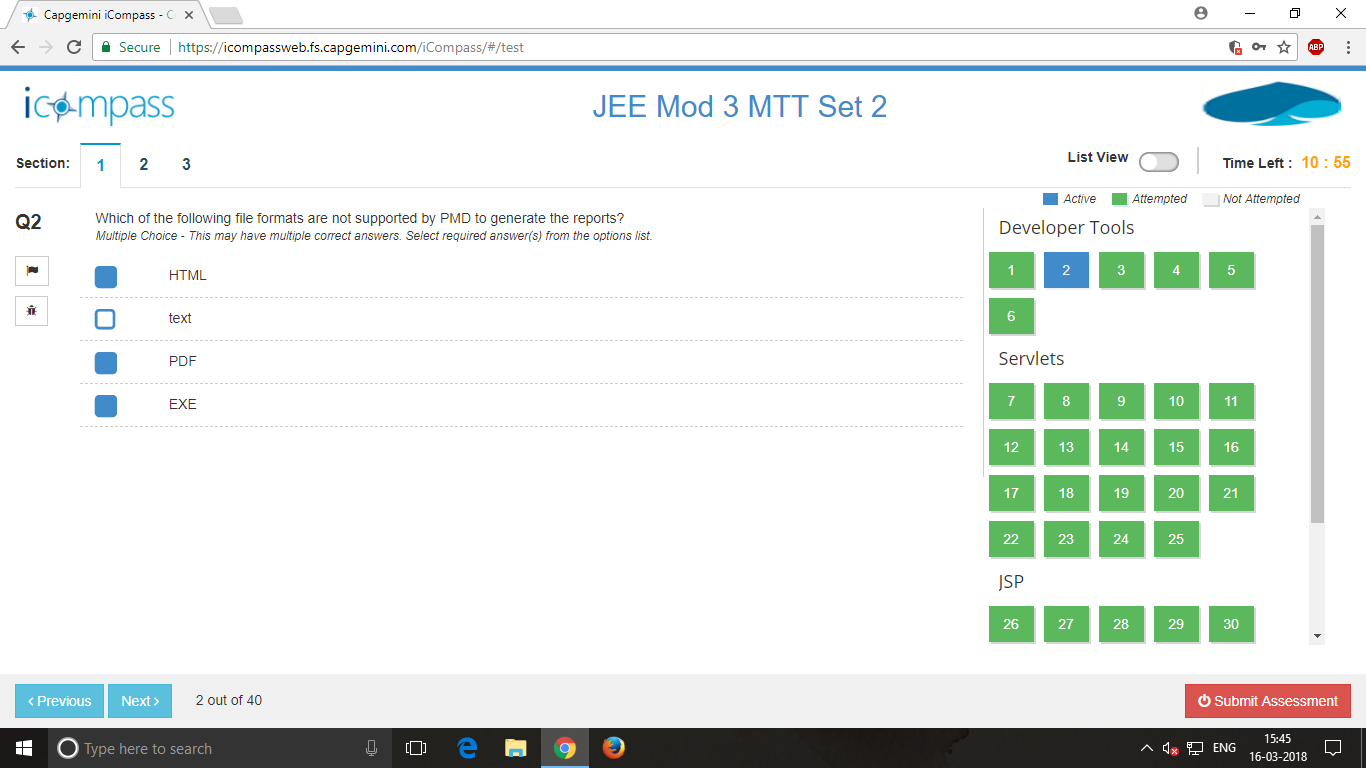 Capgemini iCompass - C
Secure
https://icompassweb.fs.capgemini.com/iCompass/#/test
ABP
icompass
JEE Mod 3 MTT Set 2
Section:
1
2
3
List View
Time Left : 10 : 55
Active
Attempted
Not Attempted
Q2
Which of the following file formats are not supported by PMD to generate the reports?
Multiple Choice - This may have multiple correct answers. Select required answer(s) from the options list.
HTML
text
PDF
EXE
Developer Tools
1 2 3 4 5
6
Servlets
7 8 9 10 11
12 13 14 15 16
17 18 19 20 21
22 23 24 25
JSP
26 27 28 29 30
‹ Previous
Next ›
2 out of 40
Submit Assessment
Type here to search
ENG
15:45
16-03-2018